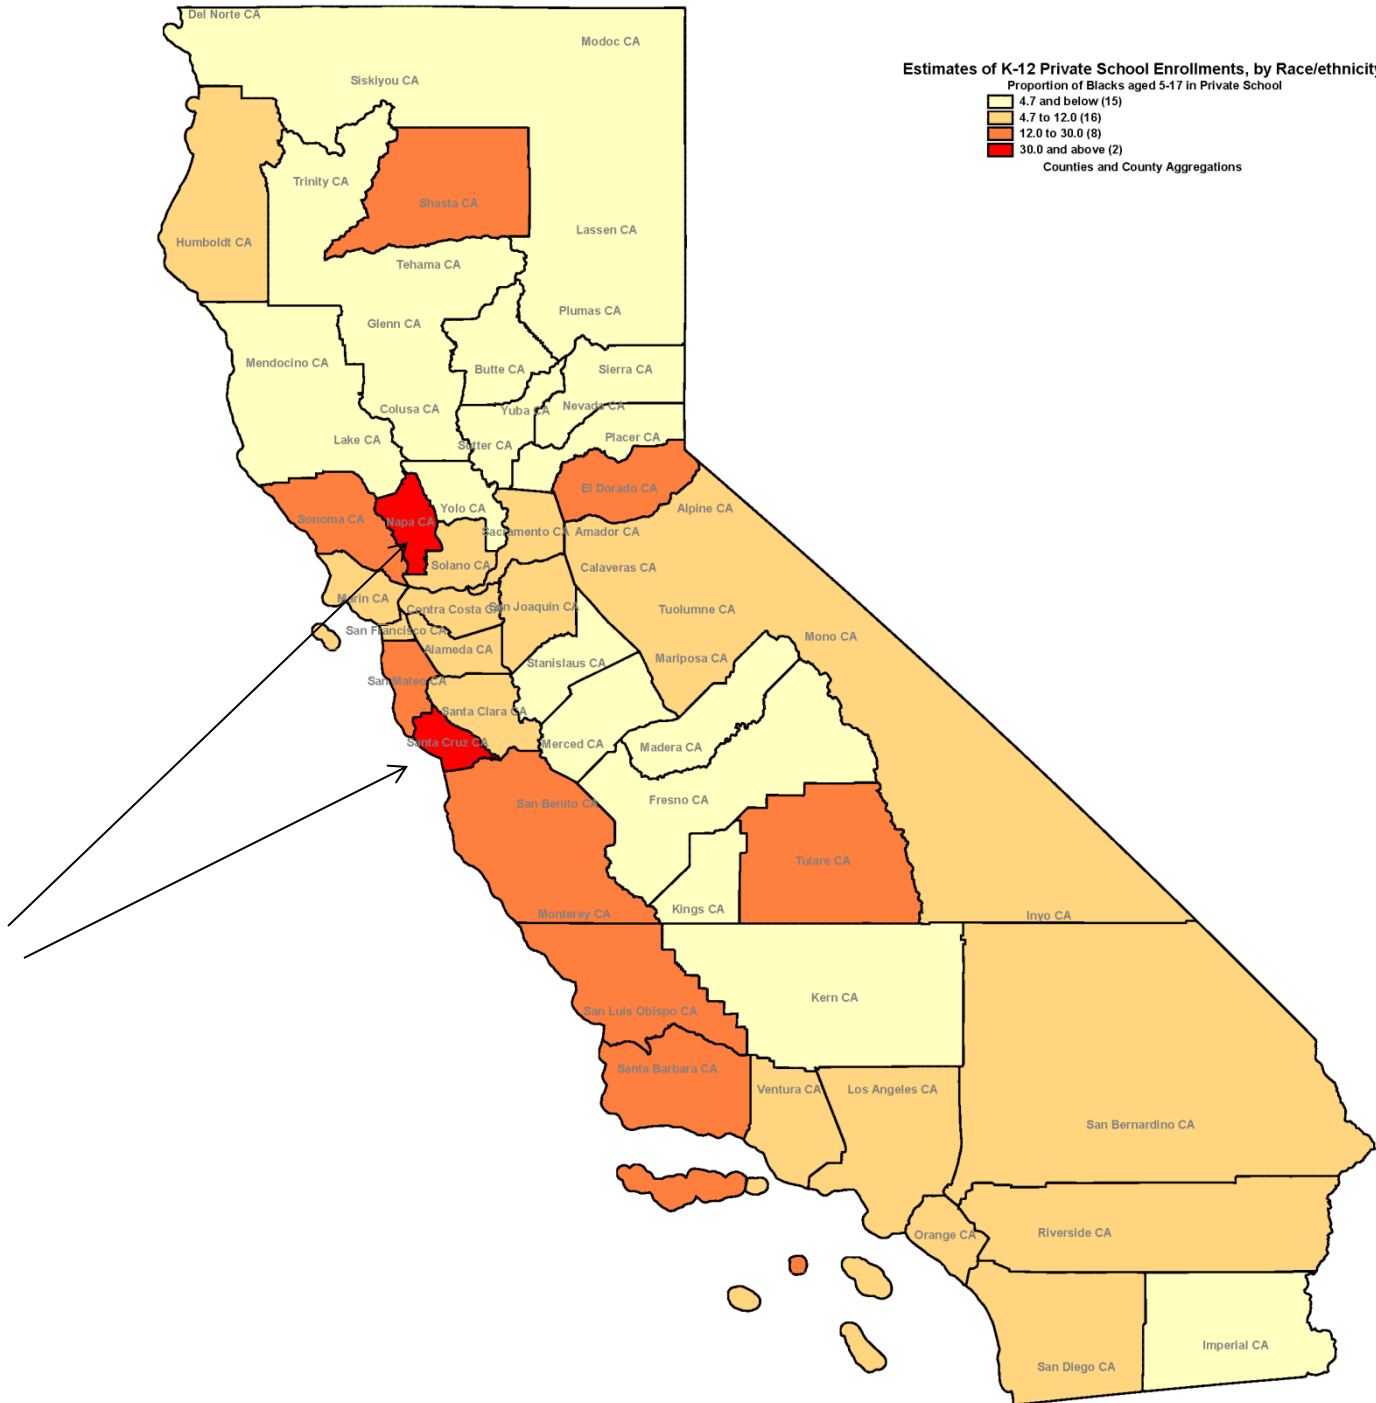 Del Norte CA
Modoc CA
Siskiyou CA
Estimates of K-12 Private School Enrollments, by Race/ethnicity
Proportion of Blacks aged 5-17 in Private School
4.7 and below (15)
4.7 to 12.0 (16)
12.0 to 30.0 (8)
30.0 and above (2)
Counties and County Aggregations
Trinity CA
Shasta CA
Lassen CA
Humboldt CA
Tehama CA
Plumas CA
Glenn CA
Mendocino CA
Butte CA
Sierra CA
Colusa CA
Yuba CA
Nevada CA
Lake CA
Sutter CA
Placer CA
El Dorado CA
Yolo CA
Alpine CA
Sonoma CA
Napa CA
Sacramento CA
Amador CA
Solano CA
Calaveras CA
Marin CA
Contra Costa CA
San Joaquin CA
Tuolumne CA
San Francisco CA
Mono CA
Alameda CA
Stanislaus CA
Mariposa CA
San Mateo CA
Santa Clara CA
Santa Cruz CA
Merced CA
Madera CA
San Benito CA
Fresno CA
Tulare CA
Monterey CA
Kings CA
Inyo CA
Kern CA
San Luis Obispo CA
Santa Barbara CA
Ventura CA
Los Angeles CA
San Bernardino CA
Orange CA
Riverside CA
Imperial CA
San Diego CA